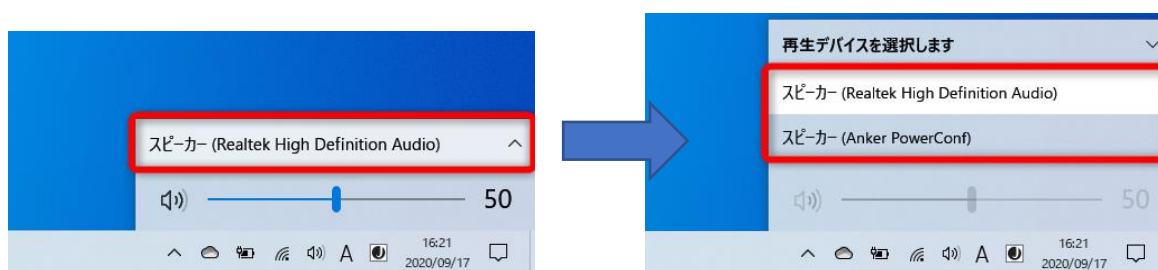 スピーカー (Realtek High Definition Audio)
50
A
16:21
2020/09/17
再生デバイスを選択します
スピーカー (Realtek High Definition Audio)
スピーカー (Anker PowerConf)
50
A
16:21
2020/09/17